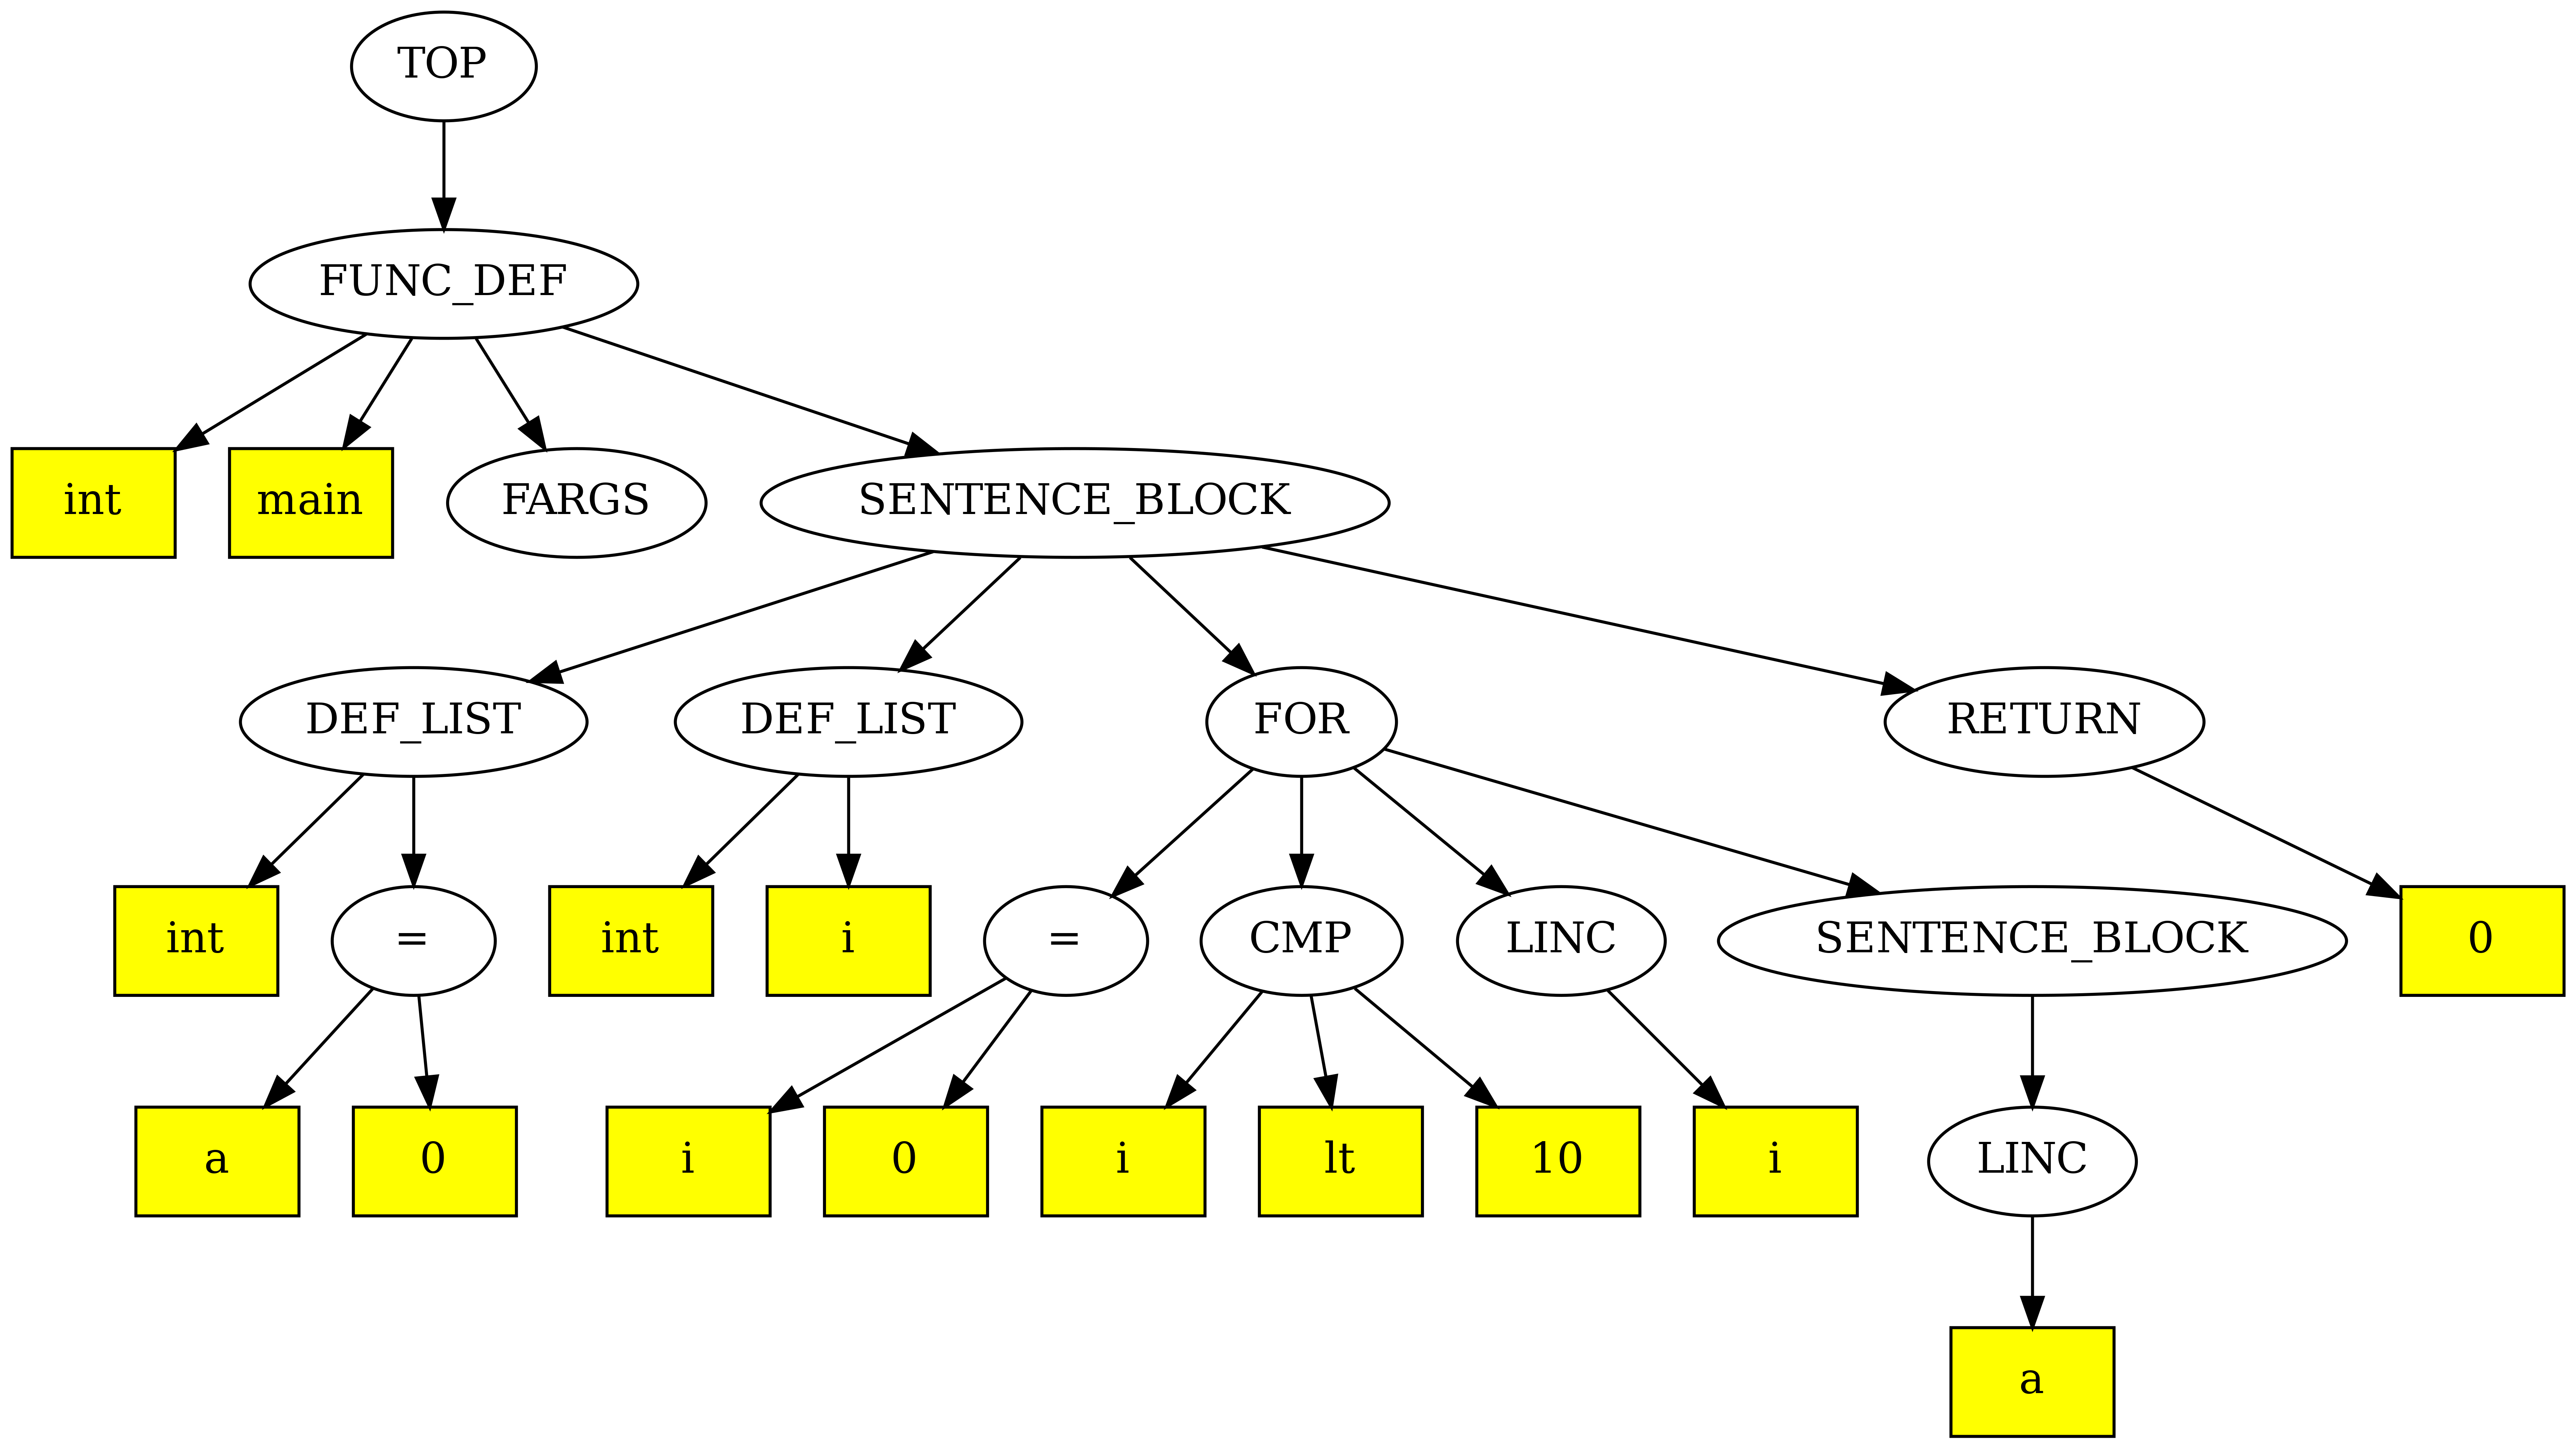 TOP
FUNC_DEF
int main FARGS SENTENCE_BLOCK
DEF_LIST DEF_LIST FOR RETURN
int = int i = CMP LINC SENTENCE_BLOCK 0
a 0 i 0 i lt 10 i LINC
a